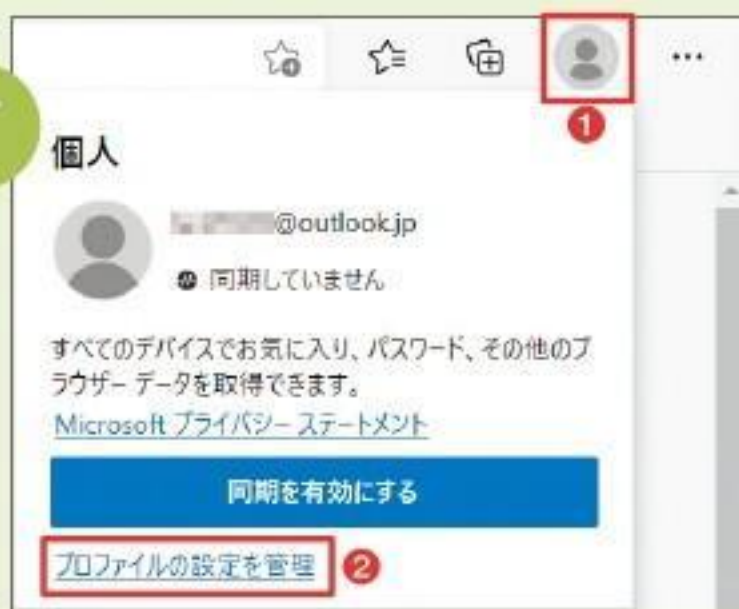 ❶
個人
@outlook.jp
同期していません
すべてのデバイスでお気に入り、パスワード、その他のブ
ラウザー データを取得できます。
Microsoft プライバシー ステートメント
同期を有効にする
プロファイルの設定を管理 ❷